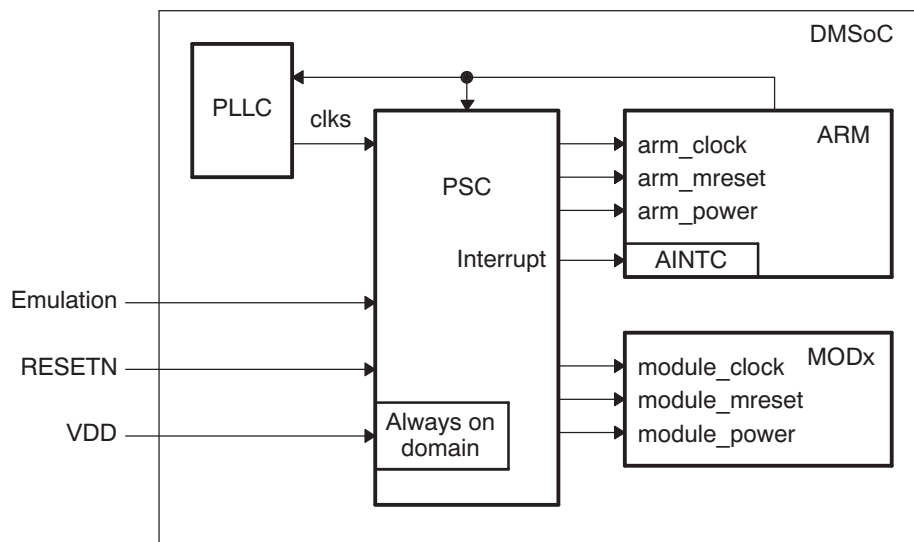 DMSoC
PLLC
clks
ARM
arm_clock
arm_mreset
arm_power
PSC
Interrupt
AINTC
Emulation
RESETN
VDD
Always on
domain
MODx
module_clock
module_mreset
module_power